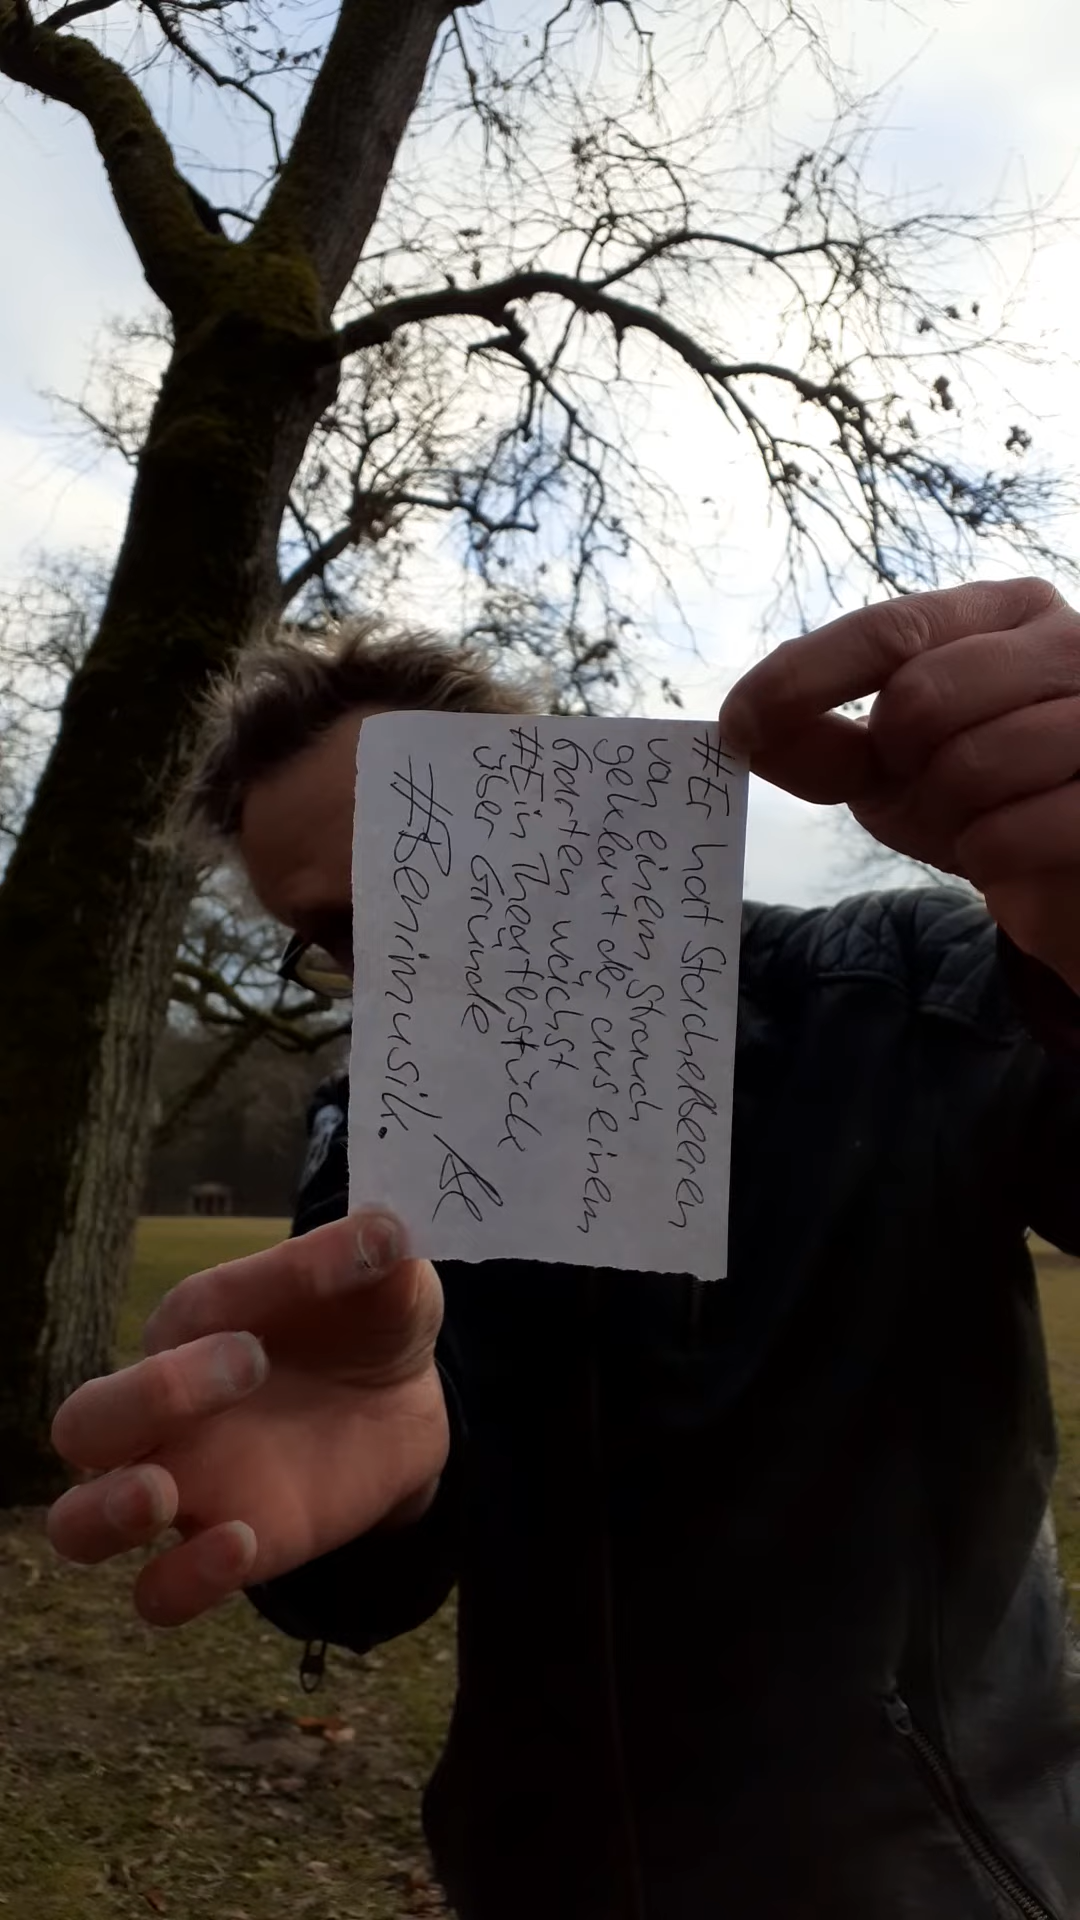 #Er hat Stachelbeeren
von einem Strauch
geklaut der aus einem
Garten wächst
#Ein Theaterstück
über Gründe
#Benimusik.